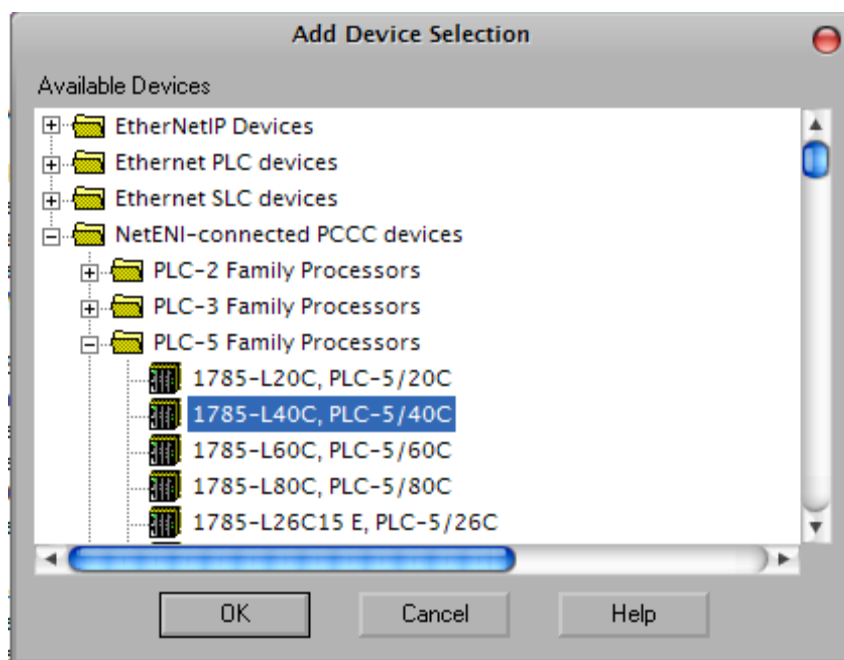 Add Device Selection
Available Devices
EtherNetIP Devices
Ethernet PLC devices
Ethernet SLC devices
NetENI-connected PCCC devices
PLC-2 Family Processors
PLC-3 Family Processors
PLC-5 Family Processors
1785-L20C, PLC-5/20C
1785-L40C, PLC-5/40C
1785-L60C, PLC-5/60C
1785-L80C, PLC-5/80C
1785-L26C15 E, PLC-5/26C
OK Cancel Help